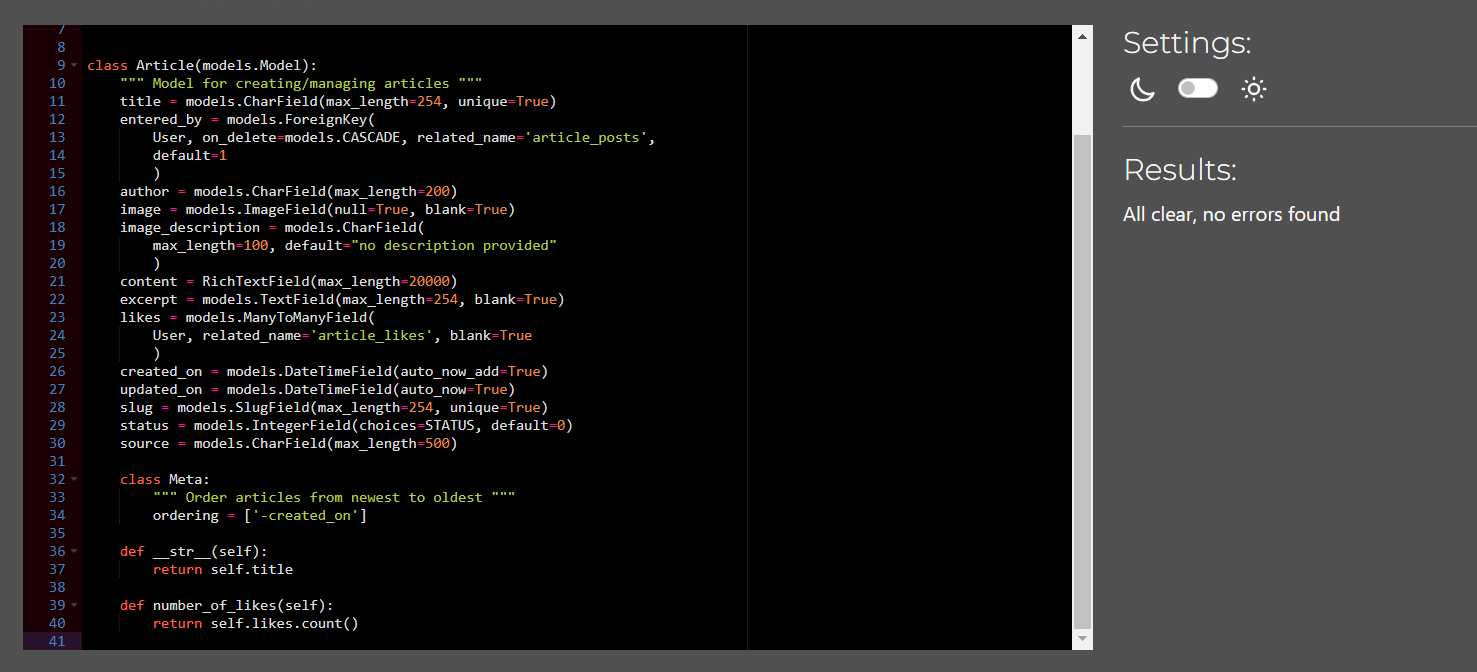 7
8
9 class Article(models.Model):
10     """ Model for creating/managing articles """
11     title = models.CharField(max_length=254, unique=True)
12     entered_by = models.ForeignKey(
13         User, on_delete=models.CASCADE, related_name='article_posts',
14         default=1
15         )
16     author = models.CharField(max_length=200)
17     image = models.ImageField(null=True, blank=True)
18     image_description = models.CharField(
19         max_length=100, default="no description provided"
20         )
21     content = RichTextField(max_length=20000)
22     excerpt = models.TextField(max_length=254, blank=True)
23     likes = models.ManyToManyField(
24         User, related_name='article_likes', blank=True
25         )
26     created_on = models.DateTimeField(auto_now_add=True)
27     updated_on = models.DateTimeField(auto_now=True)
28     slug = models.SlugField(max_length=254, unique=True)
29     status = models.IntegerField(choices=STATUS, default=0)
30     source = models.CharField(max_length=500)
31
32     class Meta:
33         """ Order articles from newest to oldest """
34         ordering = ['-created_on']
35
36     def __str__(self):
37         return self.title
38
39     def number_of_likes(self):
40         return self.likes.count()
41
Settings:
Results:
All clear, no errors found